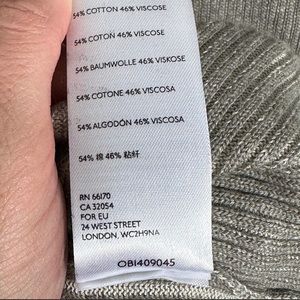 54% COTTON 46% VISCOSE
54% COTON 46% VISCOSE
54% BAUMWOLLE 46% VISKOSE
54% COTONE 46% VISCOSA
54% ALGODÓN 46% VISCOSA
54% 棉 46% 粘纤
RN 66170
CA 32054
FOR EU
24 WEST STREET
LONDON, WC2H9NA
OBI409045